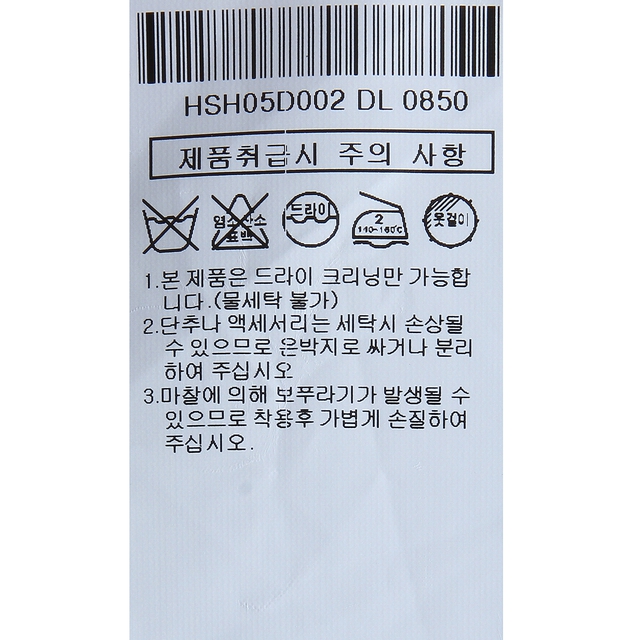 HSH05D002 DL 0850
제품취급시 주의 사항
염소산소 드라이 2 옷걸이
표백 140~160℃
1.본 제품은 드라이 크리닝만 가능합
니다.(물세탁 불가)
2.단추나 액세서리는 세탁시 손상될
수 있으므로 은박지로 싸거나 분리
하여 주십시오
3.마찰에 의해 보푸라기가 발생될 수
있으므로 착용후 가볍게 손질하여
주십시오.